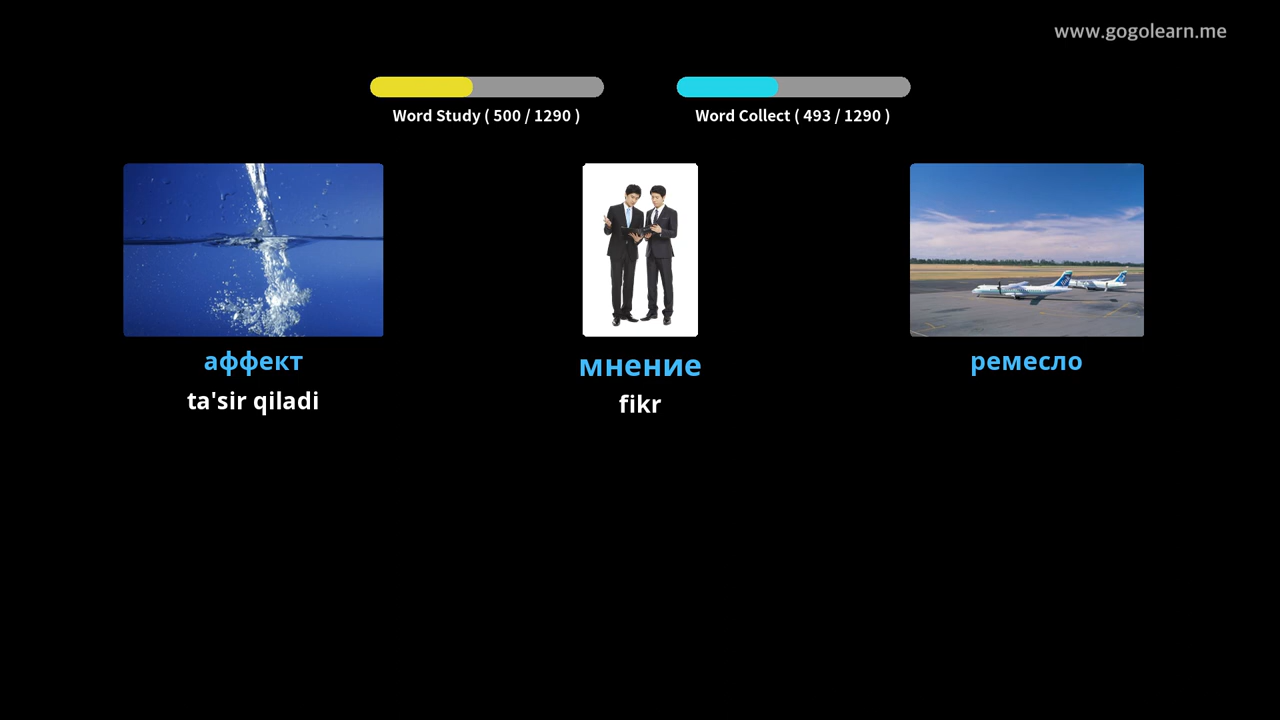 www.gogolearn.me
Word Study ( 500 / 1290 )
Word Collect ( 493 / 1290 )
аффект
ta'sir qiladi
мнение
fikr
ремесло